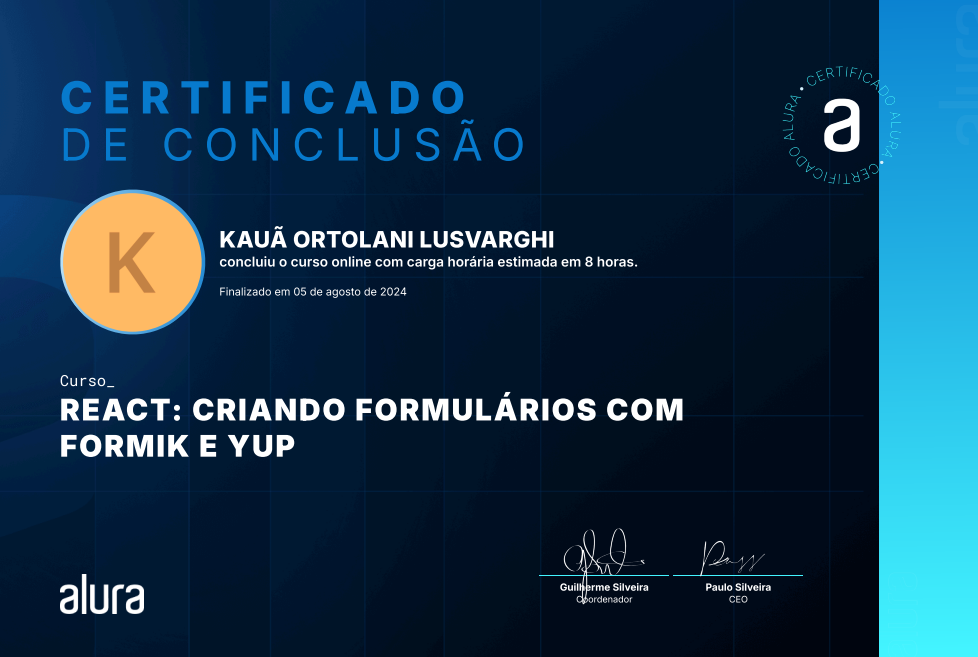 CERTIFICADO
DE CONCLUSÃO
CERTIFICADO ALURA • CERTIFICADO ALURA •
a
K
KAUÃ ORTOLANI LUSVARGHI
concluiu o curso online com carga horária estimada em 8 horas.
Finalizado em 05 de agosto de 2024
Curso_
REACT: CRIANDO FORMULÁRIOS COM
FORMIK E YUP
Guilherme Silveira
Coordenador
Paulo Silveira
CEO
alura
alura